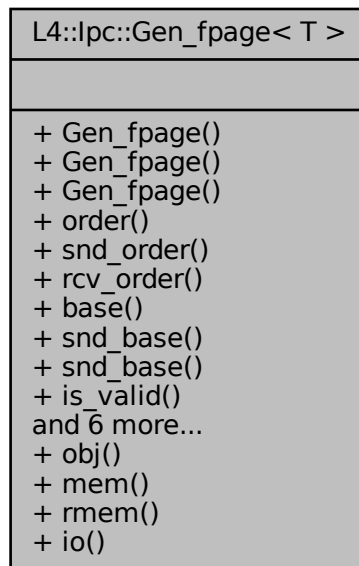 L4::Ipc::Gen_fpage< T >
+ Gen_fpage()
+ Gen_fpage()
+ Gen_fpage()
+ order()
+ snd_order()
+ rcv_order()
+ base()
+ snd_base()
+ snd_base()
+ is_valid()
and 6 more...
+ obj()
+ mem()
+ rmem()
+ io()